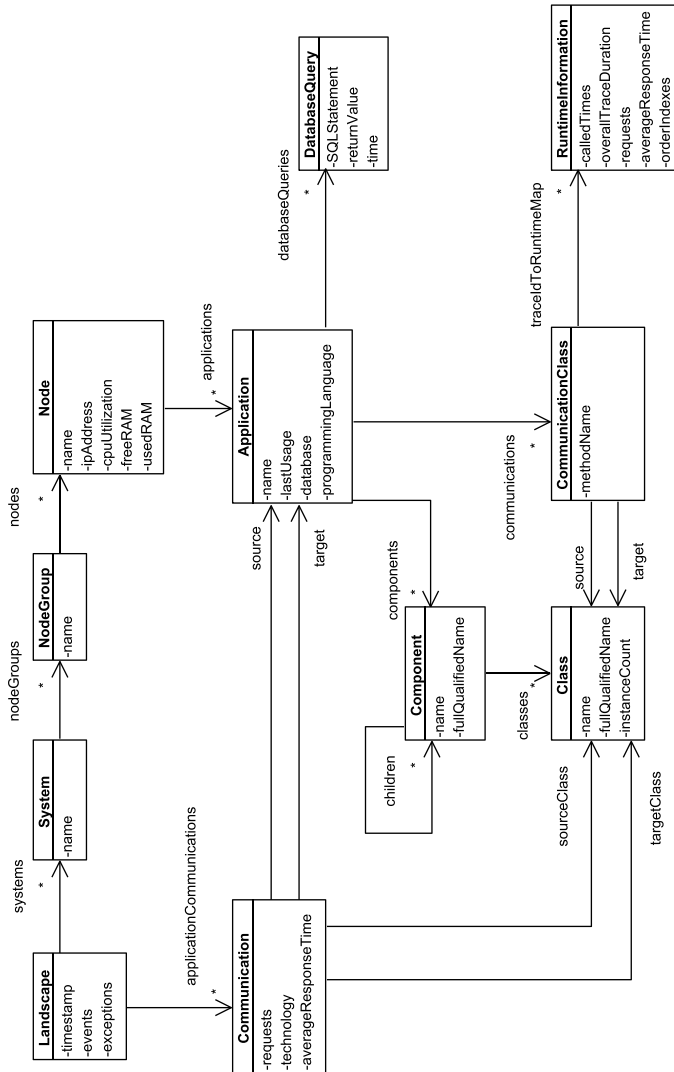 Landscape
-timestamp
-events
-exceptions
systems
*
System
-name
nodeGroups
*
NodeGroup
-name
nodes
*
Node
-name
-ipAddress
-cpuUtilization
-freeRAM
-usedRAM
applicationCommunications
*
applications
*
Communication
-requests
-technology
-averageResponseTime
source
target
Application
-name
-lastUsage
-database
-programmingLanguage
databaseQueries
*
DatabaseQuery
-SQLStatement
-returnValue
-time
children
*
components
*
Component
-name
-fullQualifiedName
communications
*
classes
*
sourceClass
targetClass
Class
-name
-fullQualifiedName
-instanceCount
source
target
CommunicationClass
-methodName
traceIdToRuntimeMap
*
RuntimeInformation
-calledTimes
-overallTraceDuration
-requests
-averageResponseTime
-orderIndexes